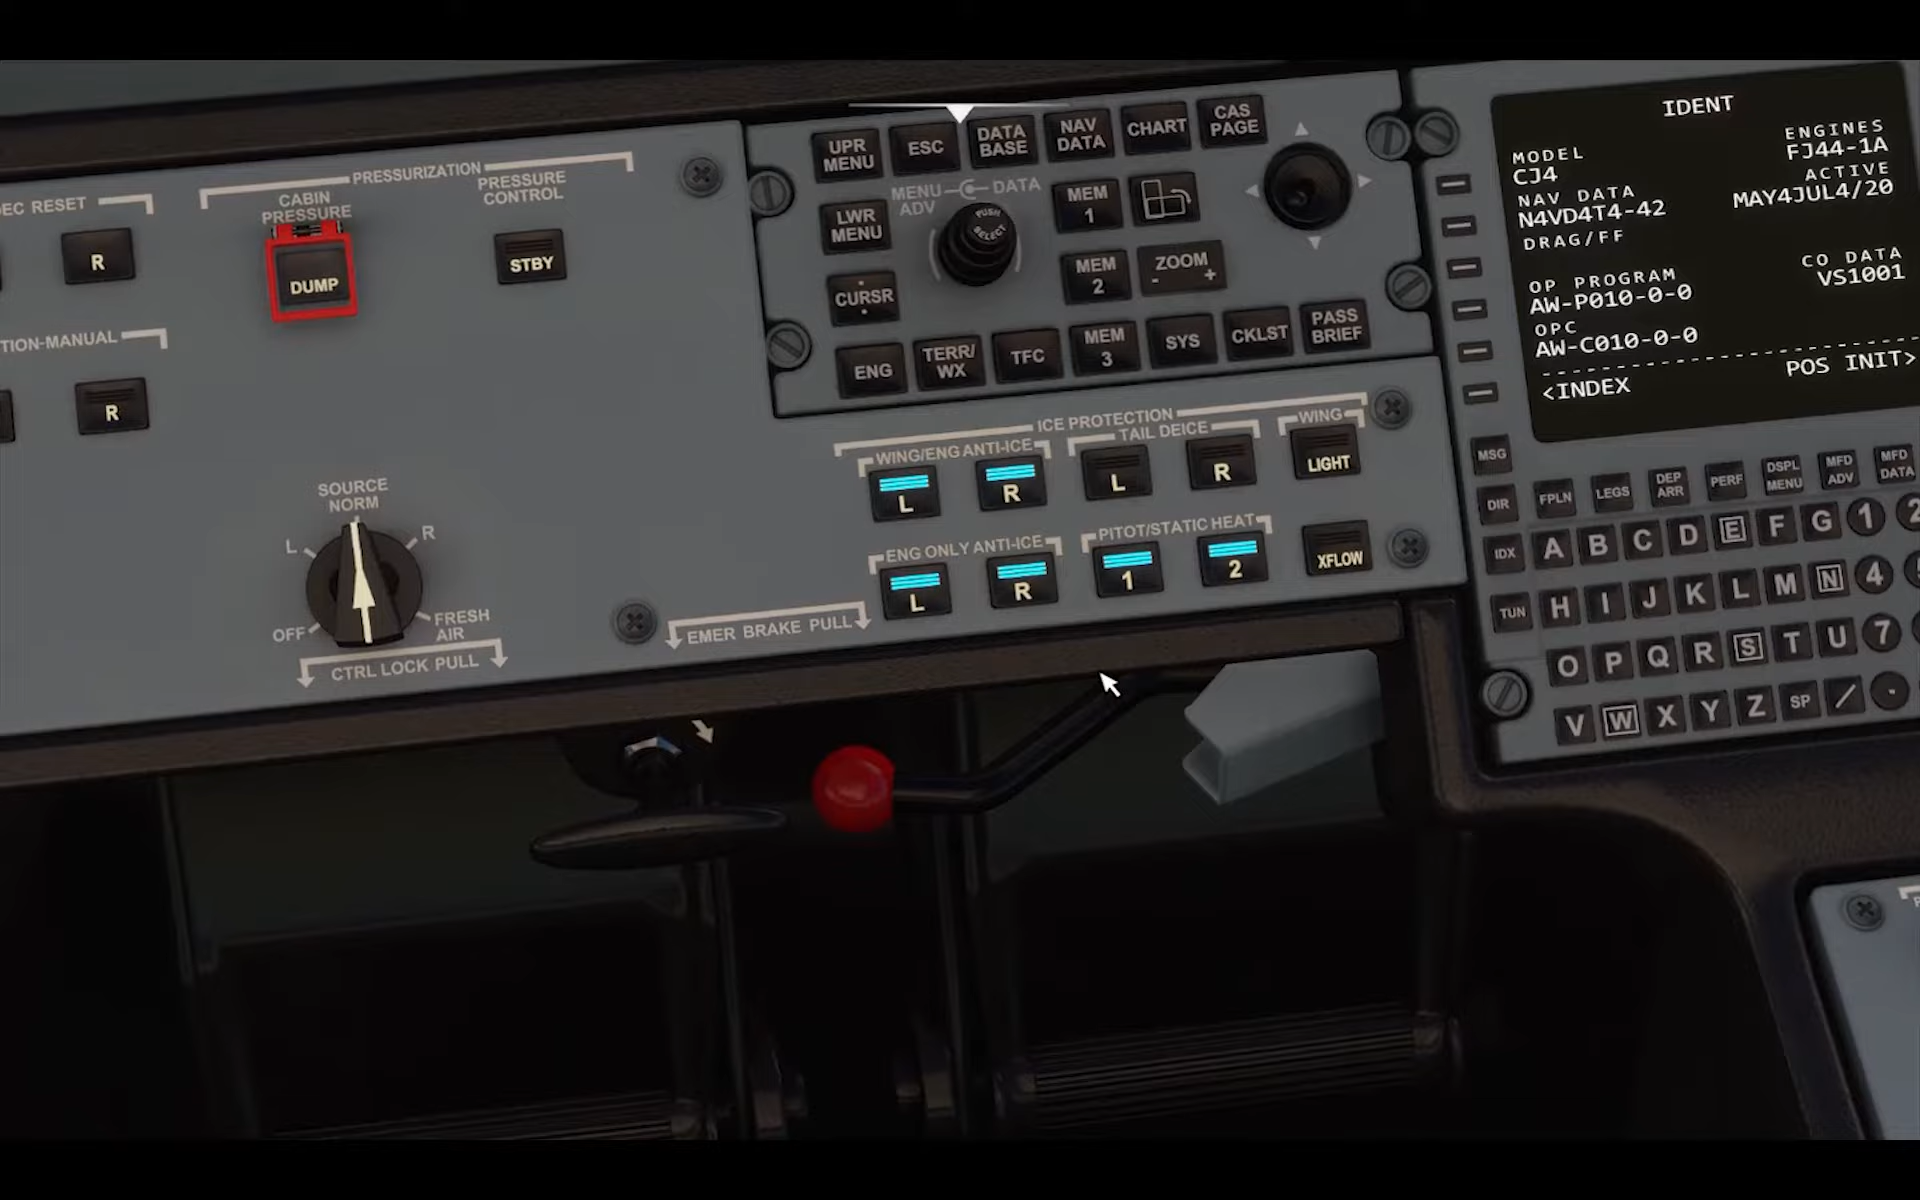 EC RESET
R
TION-MANUAL
R
PRESSURIZATION
CABIN
PRESSURE
DUMP
PRESSURE
CONTROL
STBY
SOURCE
NORM
L
R
OFF
FRESH
AIR
CTRL LOCK PULL
EMER BRAKE PULL
UPR
MENU
ESC
DATA
BASE
NAV
DATA
CHART
CAS
PAGE
MENU
ADV
DATA
PUSH
SELECT
LWR
MENU
MEM
1
CURSR
MEM
2
ZOOM
- +
ENG
TERR/
WX
TFC
MEM
3
SYS
CKLST
PASS
BRIEF
ICE PROTECTION
WING/ENG ANTI-ICE
L
R
TAIL DEICE
L
R
WING
LIGHT
ENG ONLY ANTI-ICE
L
R
PITOT/STATIC HEAT
1
2
XFLOW
IDENT
MODEL
ENGINES
CJ4
FJ44-1A
NAV DATA
ACTIVE
N4VD4T4-42
MAY4JUL4/20
DRAG/FF
CO DATA
OP PROGRAM
VS1001
AW-P010-0-0
OPC
AW-C010-0-0
<INDEX
POS INIT>
MSG
DIR
FPLN
LEGS
DEP
ARR
PERF
DSPL
MENU
MFD
ADV
MFD
DATA
IDX
A B C D E F G 1 2
TUN
H I J K L M N 4
O P Q R S T U 7
V W X Y Z SP / .